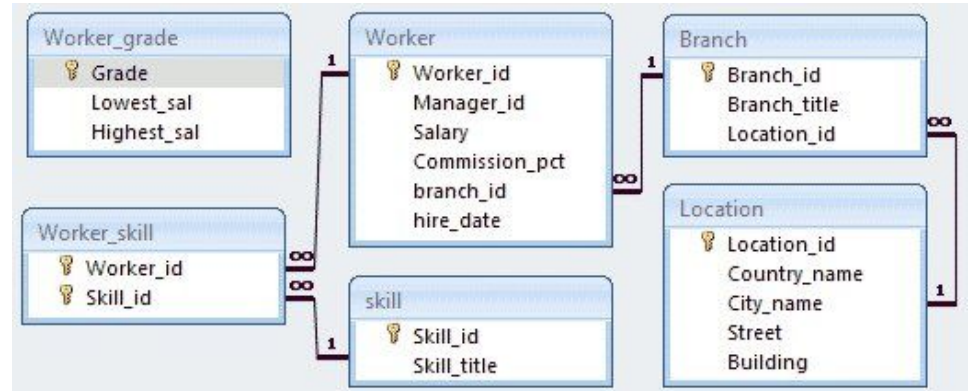 Worker_grade
Grade
Lowest_sal
Highest_sal
Worker
Worker_id
Manager_id
Salary
Commission_pct
branch_id
hire_date
Branch
Branch_id
Branch_title
Location_id
Worker_skill
Worker_id
Skill_id
skill
Skill_id
Skill_title
Location
Location_id
Country_name
City_name
Street
Building
1
∞
1
∞
∞
1
∞
1